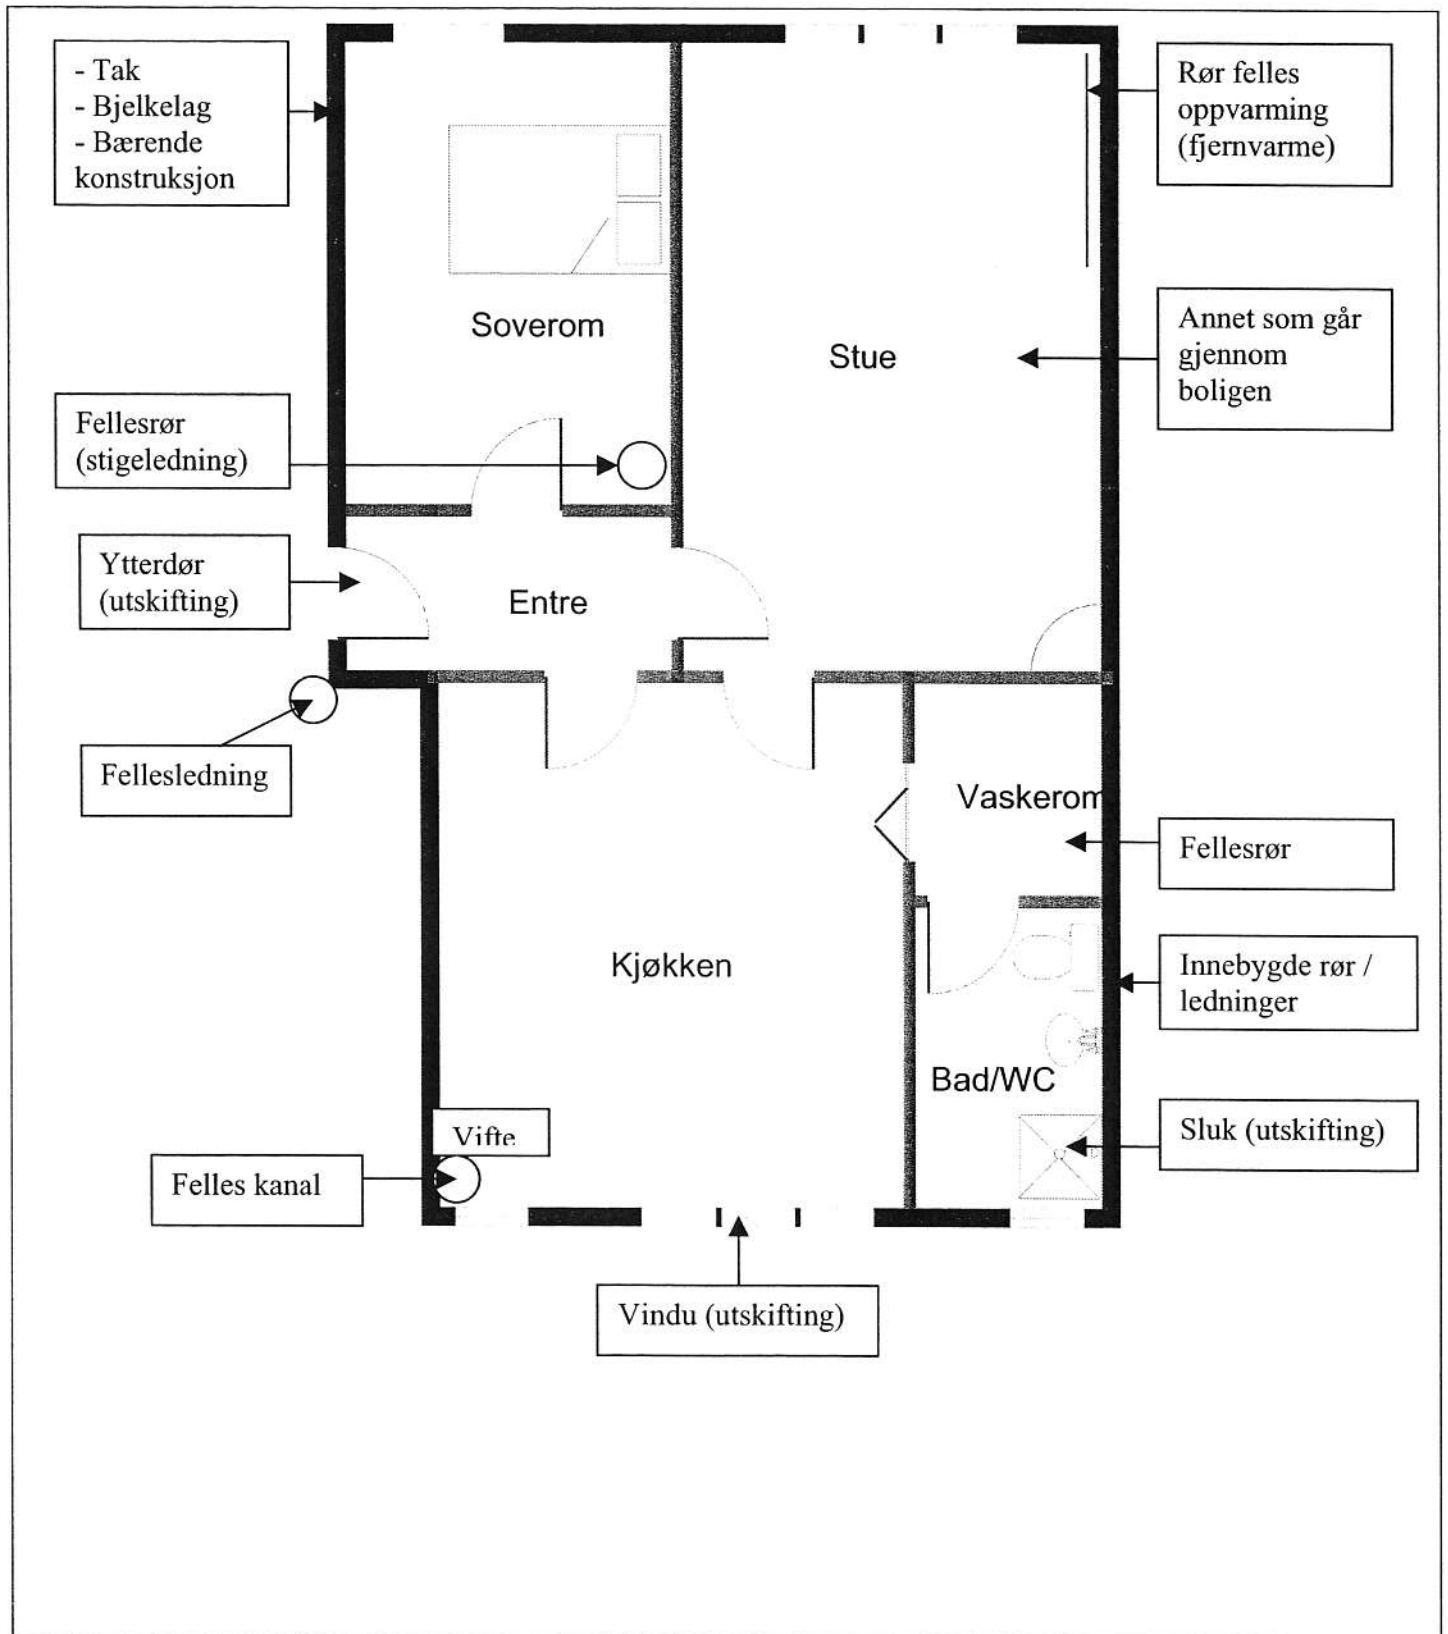 - Tak
- Bjelkelag
- Bærende
konstruksjon
Rør felles
oppvarming
(fjernvarme)
Soverom
Stue
Annet som går
gjennom
boligen
Fellesrør
(stigeledning)
Ytterdør
(utskifting)
Entre
Fellesledning
Vaskerom
Fellesrør
Kjøkken
Innebygde rør /
ledninger
Bad/WC
Vifte
Sluk (utskifting)
Felles kanal
Vindu (utskifting)